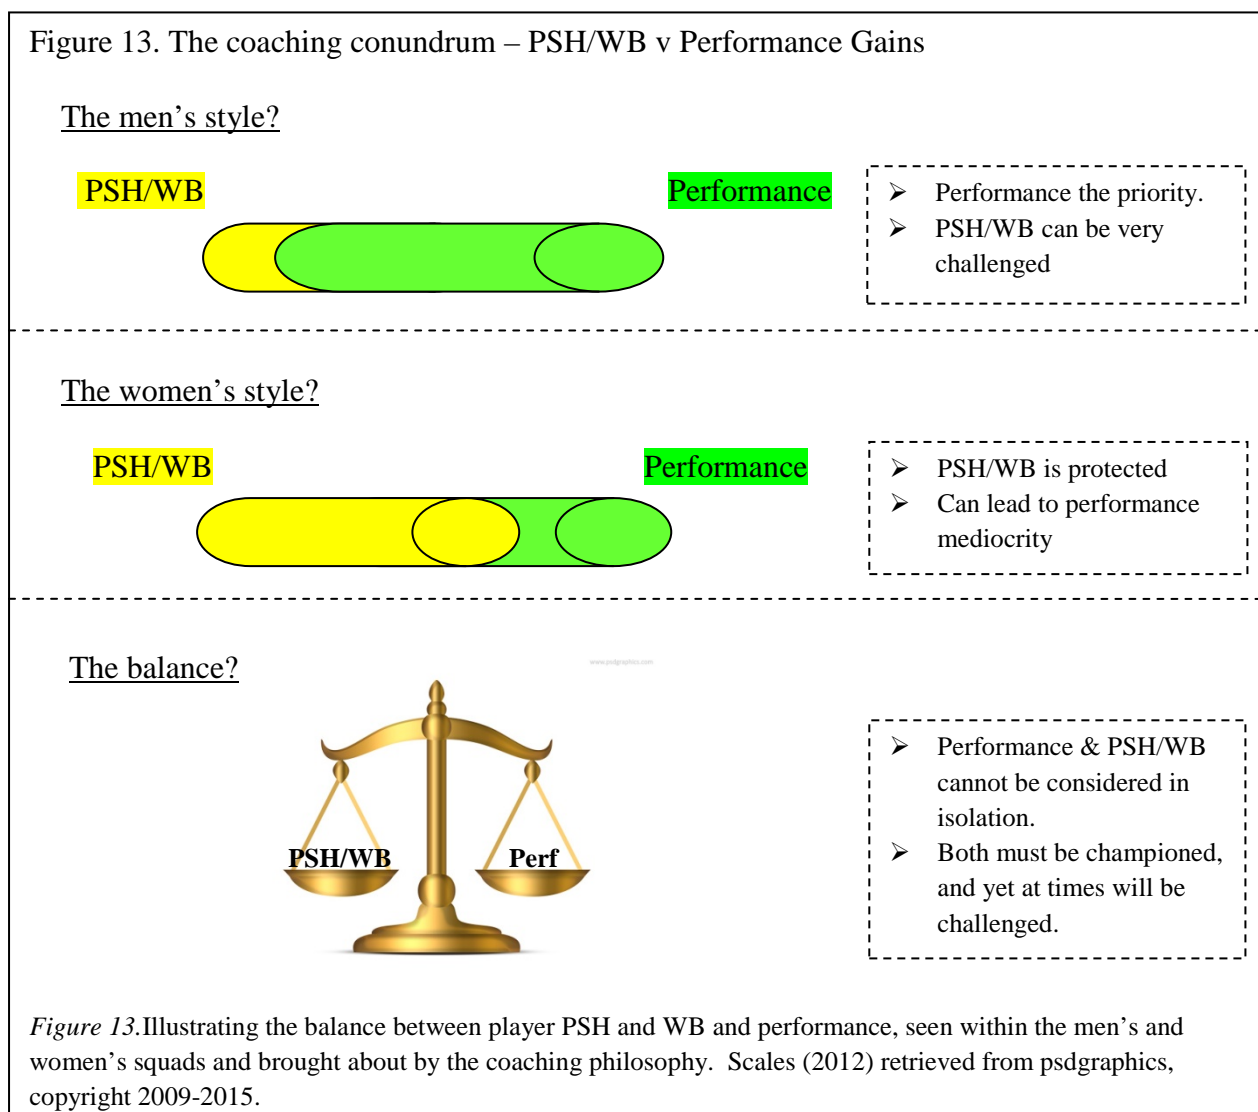 Figure 13. The coaching conundrum – PSH/WB v Performance Gains
The men’s style?
PSH/WB
Performance
➢ Performance the priority.
➢ PSH/WB can be very
challenged
The women’s style?
PSH/WB
Performance
➢ PSH/WB is protected
➢ Can lead to performance
mediocrity
The balance?
www.psdgraphics.com
PSH/WB
Perf
➢ Performance & PSH/WB
cannot be considered in
isolation.
➢ Both must be championed,
and yet at times will be
challenged.
Figure 13.Illustrating the balance between player PSH and WB and performance, seen within the men’s and
women’s squads and brought about by the coaching philosophy.  Scales (2012) retrieved from psdgraphics,
copyright 2009-2015.